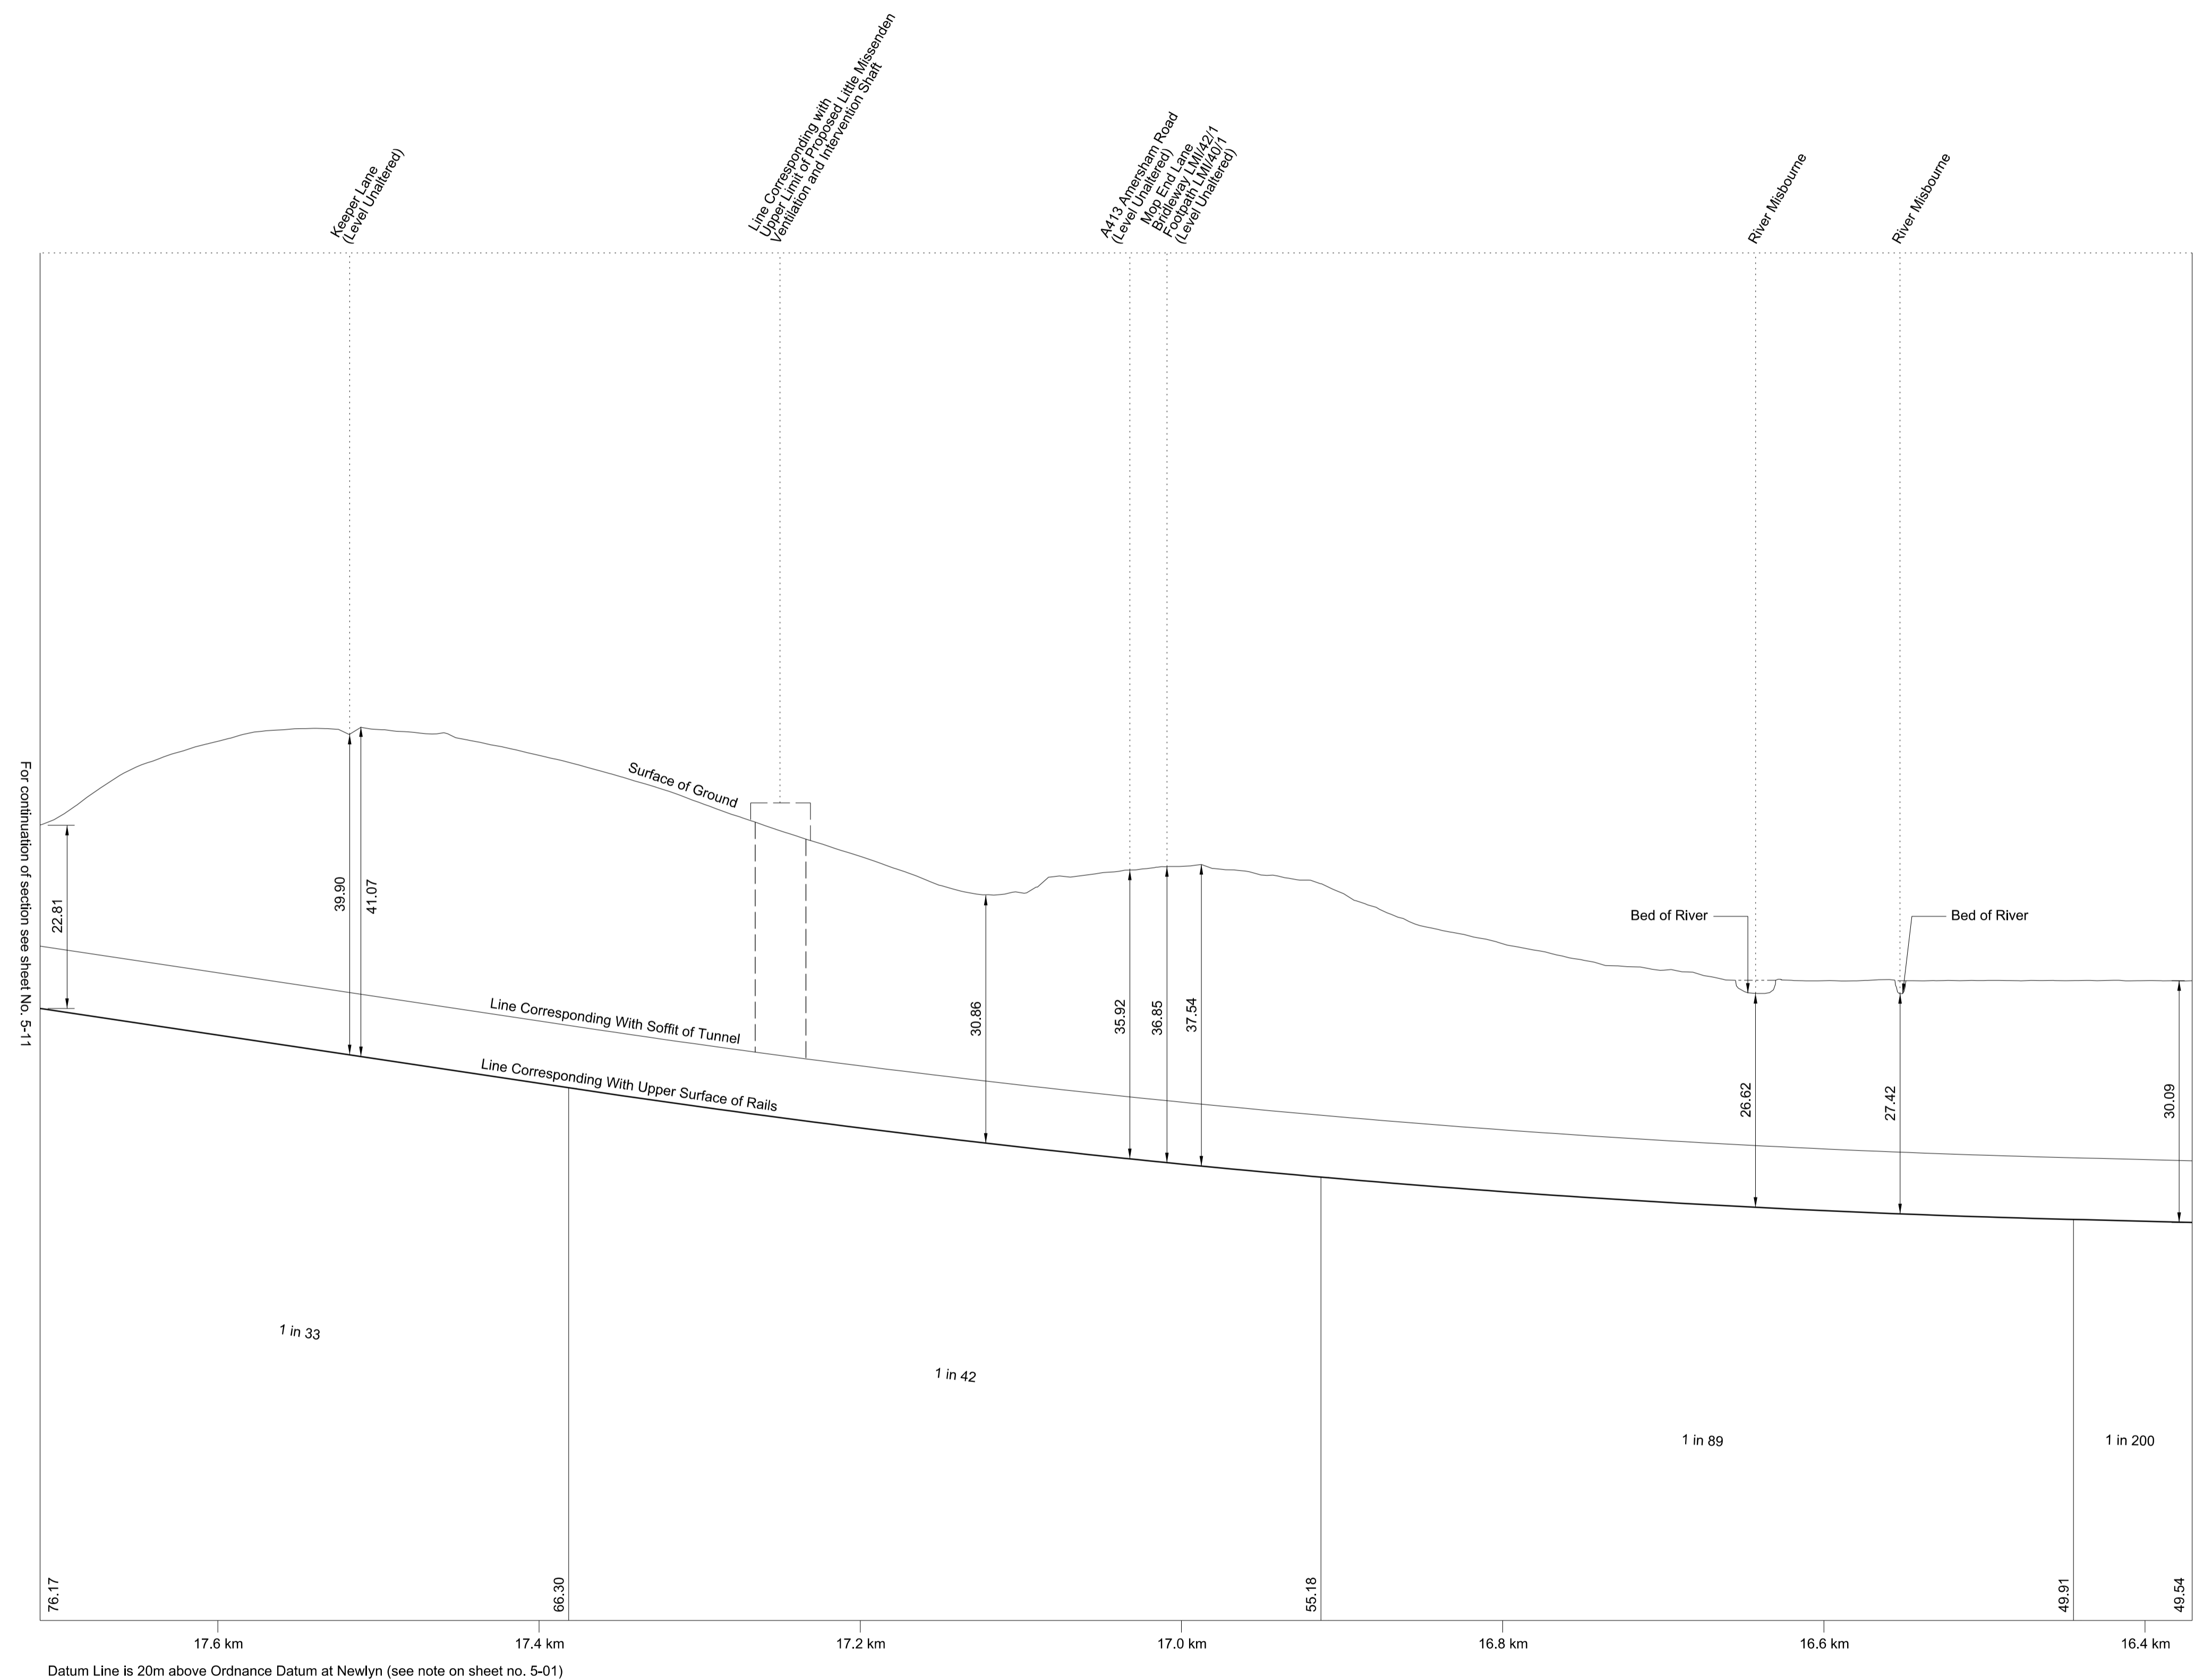 Keeper Lane
(Level Unaltered)
Line Corresponding with
Upper Limit of Proposed Little Missenden
Ventilation and Intervention Shaft
A413 Amersham Road
(Level Unaltered)
Mop End Lane
Bridleway LMI/42/1
Footpath LMI/40/1
(Level Unaltered)
River Misbourne
River Misbourne
For continuation of section see sheet No. 5-11
Surface of Ground
22.81
39.90
41.07
Bed of River
Bed of River
Line Corresponding With Soffit of Tunnel
Line Corresponding With Upper Surface of Rails
30.86
35.92
36.85
37.54
26.62
27.42
30.09
1 in 33
1 in 42
1 in 89
1 in 200
76.17
66.30
55.18
49.91
49.54
17.6 km
17.4 km
17.2 km
17.0 km
16.8 km
16.6 km
16.4 km
Datum Line is 20m above Ordnance Datum at Newlyn (see note on sheet no. 5-01)